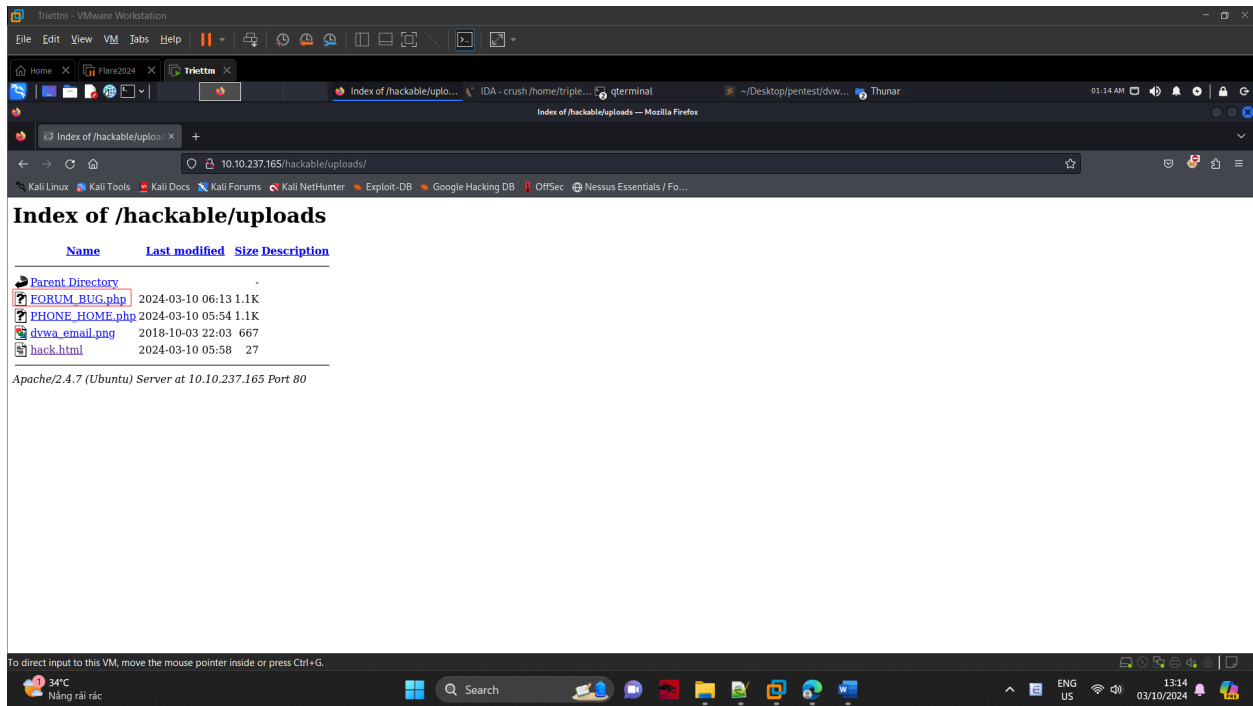 Triettm - VMware Workstation
File Edit View VM Tabs Help
Home Flare2024 Triettm
Index of/hackable/uplo... IDA - crush /home/triple... qterminal ~/Desktop/pentest/dvw... Thunar 01:14 AM
Index of /hackable/uploads — Mozilla Firefox
Index of /hackable/upload
10.10.237.165/hackable/uploads/
Kali Linux Kali Tools Kali Docs Kali Forums Kali NetHunter Exploit-DB Google Hacking DB OffSec Nessus Essentials / Fo...
Index of /hackable/uploads
Name Last modified Size Description
Parent Directory -
FORUM_BUG.php 2024-03-10 06:13 1.1K
PHONE_HOME.php 2024-03-10 05:54 1.1K
dvwa_email.png 2018-10-03 22:03 667
hack.html 2024-03-10 05:58 27
Apache/2.4.7 (Ubuntu) Server at 10.10.237.165 Port 80
To direct input to this VM, move the mouse pointer inside or press Ctrl+G.
1 34°C
Nắng rải rác
Search
ENG 13:14
US 03/10/2024